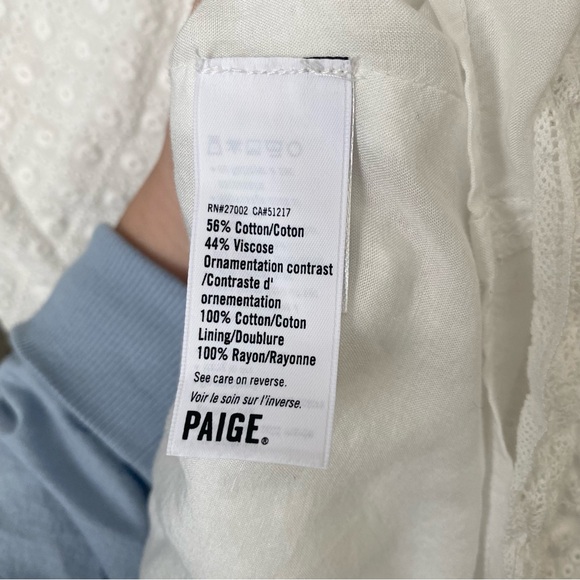 RN#27002 CA#51217
56% Cotton/Coton
44% Viscose
Ornamentation contrast
/Contraste d'
ornementation
100% Cotton/Coton
Lining/Doublure
100% Rayon/Rayonne
See care on reverse.
Voir le soin sur l'inverse.
PAIGE®